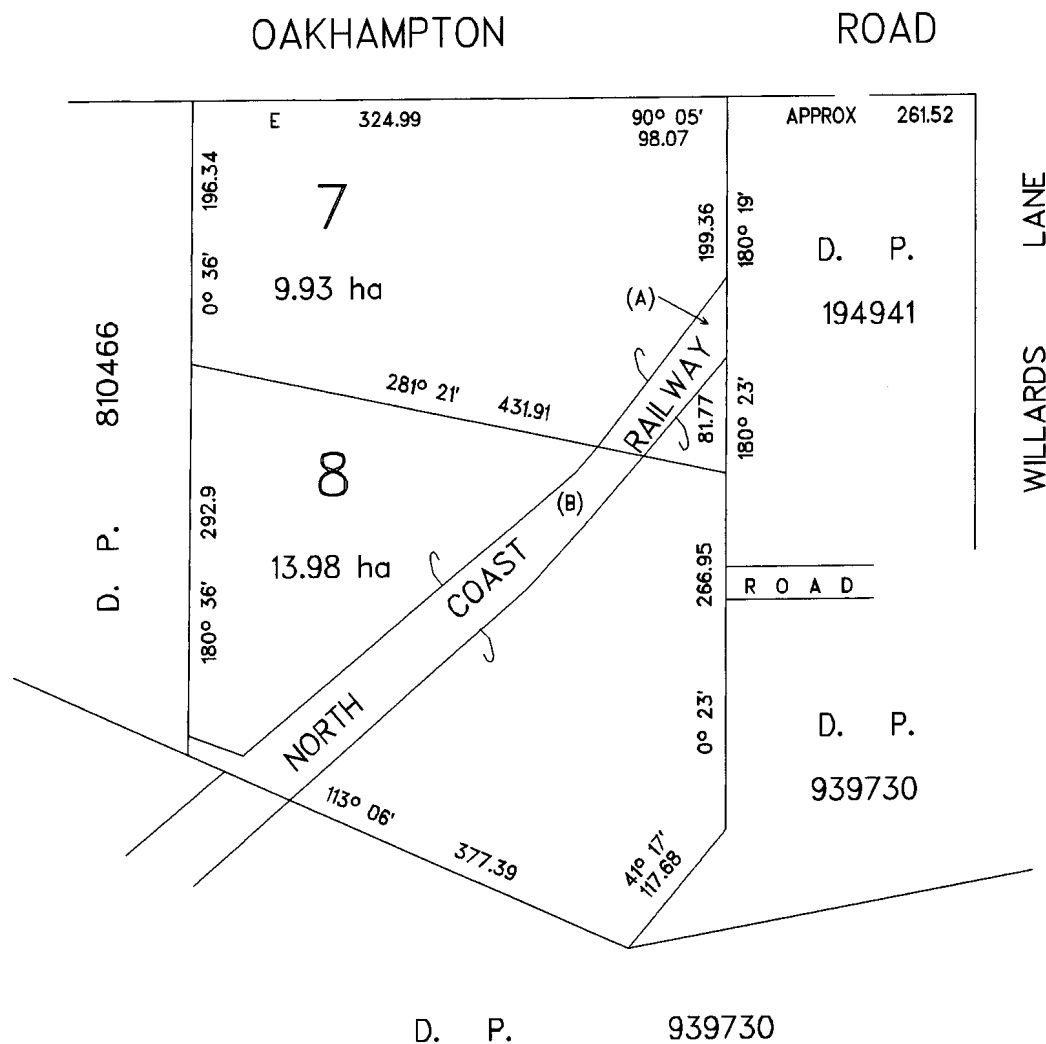 OAKHAMPTON ROAD
E 324.99 90° 05' APPROX 261.52
98.07
196.34
0° 36'
7
9.93 ha
199.36
180° 19'
D. P.
194941
WILLARDS LANE
(A)
D. P. 810466
281° 21' 431.91
81.77
180° 23'
NORTH COAST RAILWAY
8
(B)
13.98 ha
292.9
180° 36'
266.95
0° 23'
ROAD
D. P.
939730
113° 06' 377.39
41° 17'
117.68
D. P. 939730